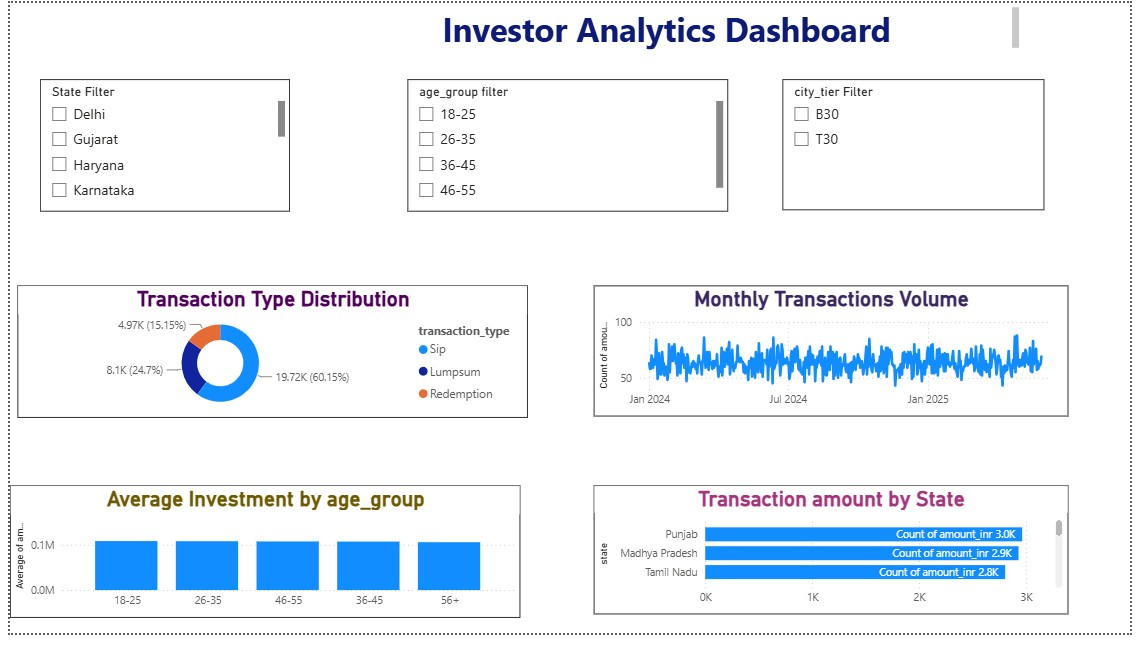 Investor Analytics Dashboard
State Filter
Delhi
Gujarat
Haryana
Karnataka
age_group filter
18-25
26-35
36-45
46-55
city_tier Filter
B30
T30
Transaction Type Distribution
4.97K (15.15%)
8.1K (24.7%)
19.72K (60.15%)
transaction_type
Sip
Lumpsum
Redemption
Monthly Transactions Volume
Count of amou...
100
50
Jan 2024
Jul 2024
Jan 2025
Average Investment by age_group
Average of am...
0.1M
0.0M
18-25
26-35
46-55
36-45
56+
Transaction amount by State
state
Punjab
Count of amount_inr 3.0K
Madhya Pradesh
Count of amount_inr 2.9K
Tamil Nadu
Count of amount_inr 2.8K
0K
1K
2K
3K